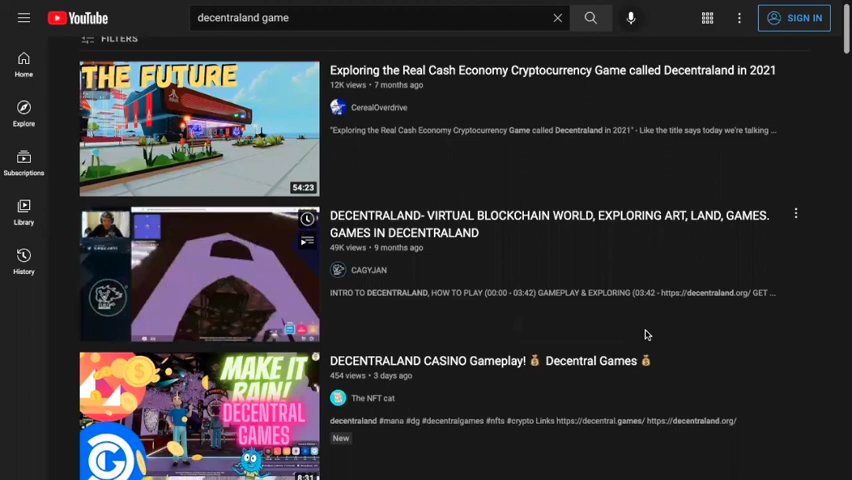 YouTube
decentraland game
SIGN IN
FILTERS
Home
Explore
Subscriptions
Library
History
THE FUTURE
54:23
Exploring the Real Cash Economy Cryptocurrency Game called Decentraland in 2021
12K views • 7 months ago
CerealOverdrive
"Exploring the Real Cash Economy Cryptocurrency Game called Decentraland in 2021" - Like the title says today we're talking ...
DECENTRALAND- VIRTUAL BLOCKCHAIN WORLD, EXPLORING ART, LAND, GAMES.
GAMES IN DECENTRALAND
49K views • 9 months ago
CAGYJAN
INTRO TO DECENTRALAND, HOW TO PLAY (00:00 - 03:42) GAMEPLAY & EXPLORING (03:42 - https://decentraland.org/ GET ...
MAKE IT
RAIN!
DECENTRAL
GAMES
8:31
DECENTRALAND CASINO Gameplay! 💰 Decentral Games 💰
454 views • 3 days ago
The NFT cat
decentraland #mana #dg #decentralgames #nfts #crypto Links https://decentral.games/ https://decentraland.org/
New